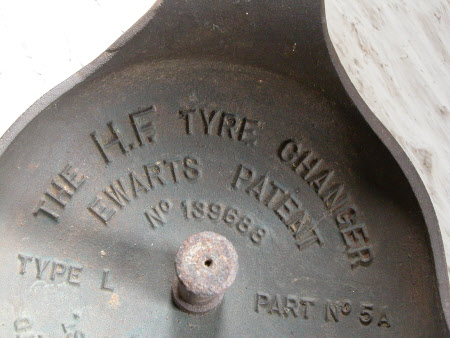 THE H.F. TYRE CHANGER
EWARTS PATENT
Nº 139688
TYPE L
PART Nº 5A